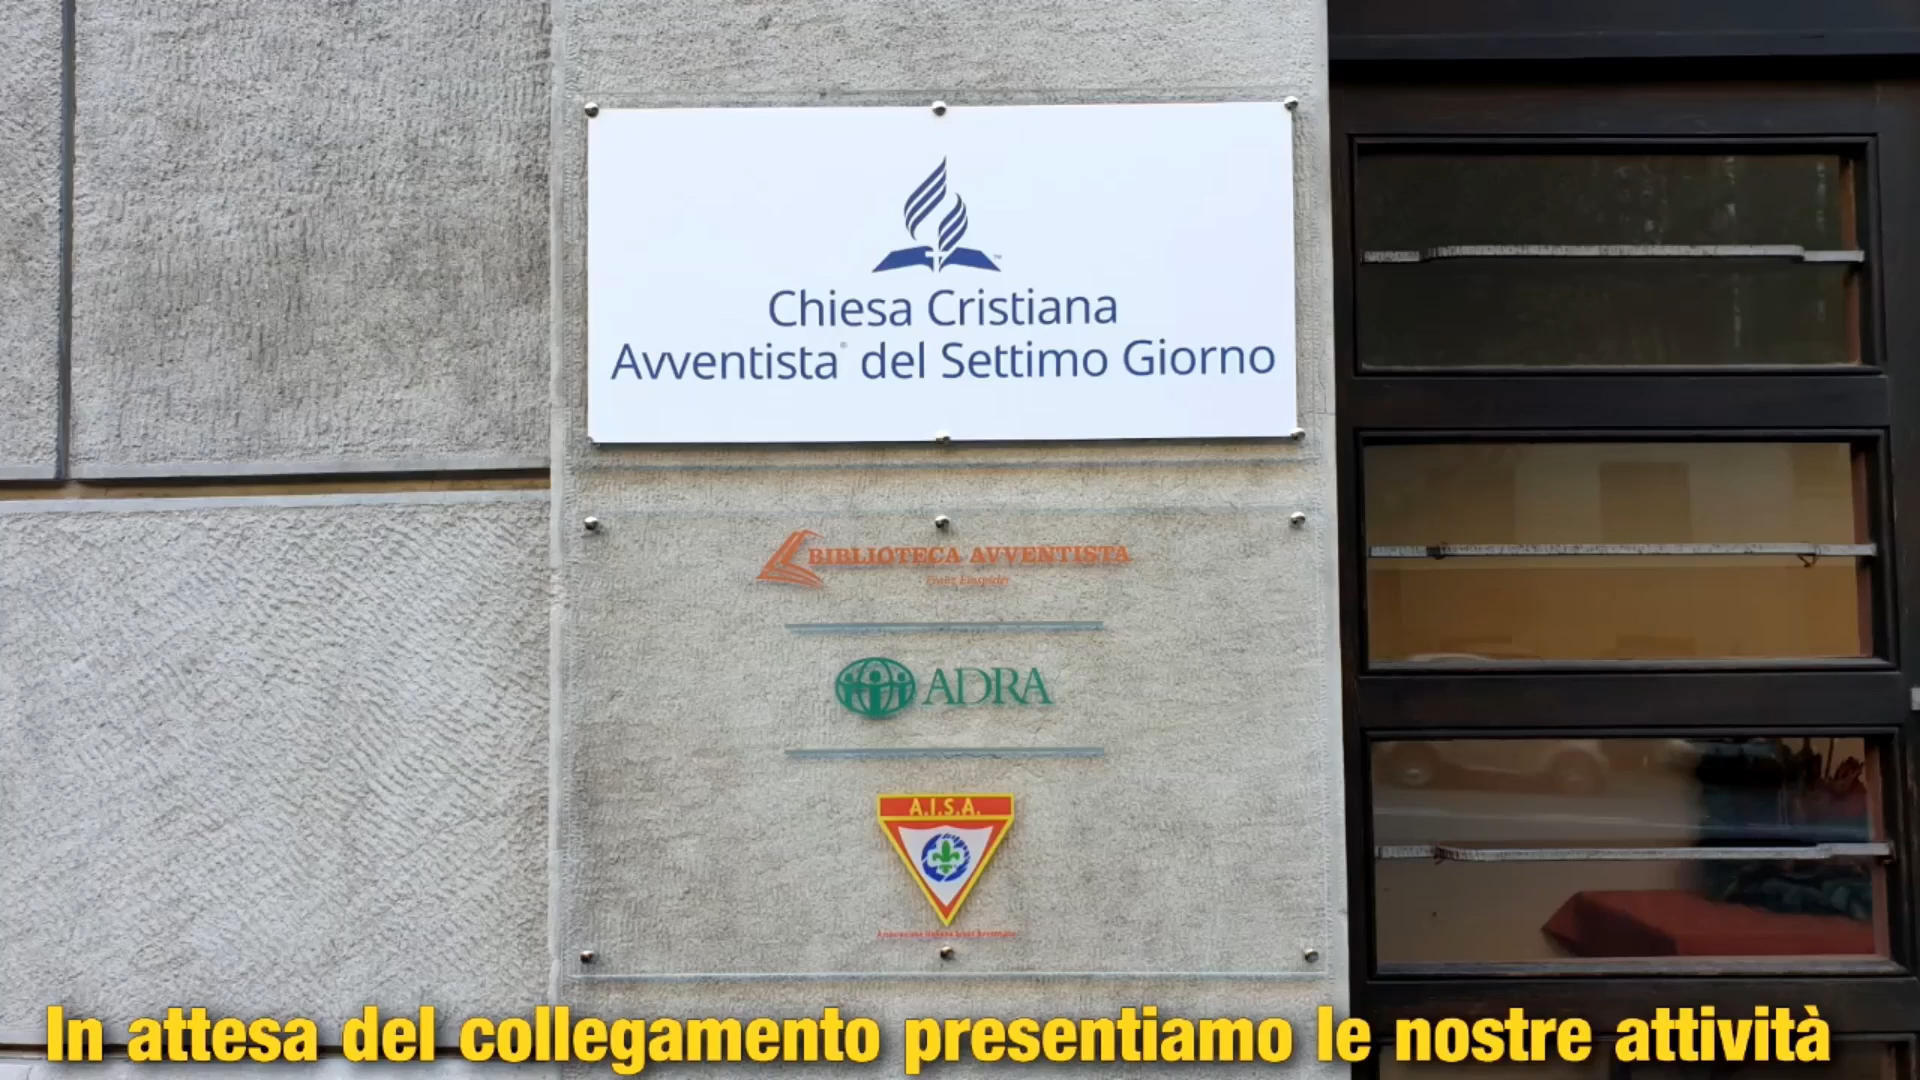 Chiesa Cristiana
Avventista® del Settimo Giorno
BIBLIOTECA AVVENTISTA
ADRA
A.I.S.A.
In attesa del collegamento presentiamo le nostre attività